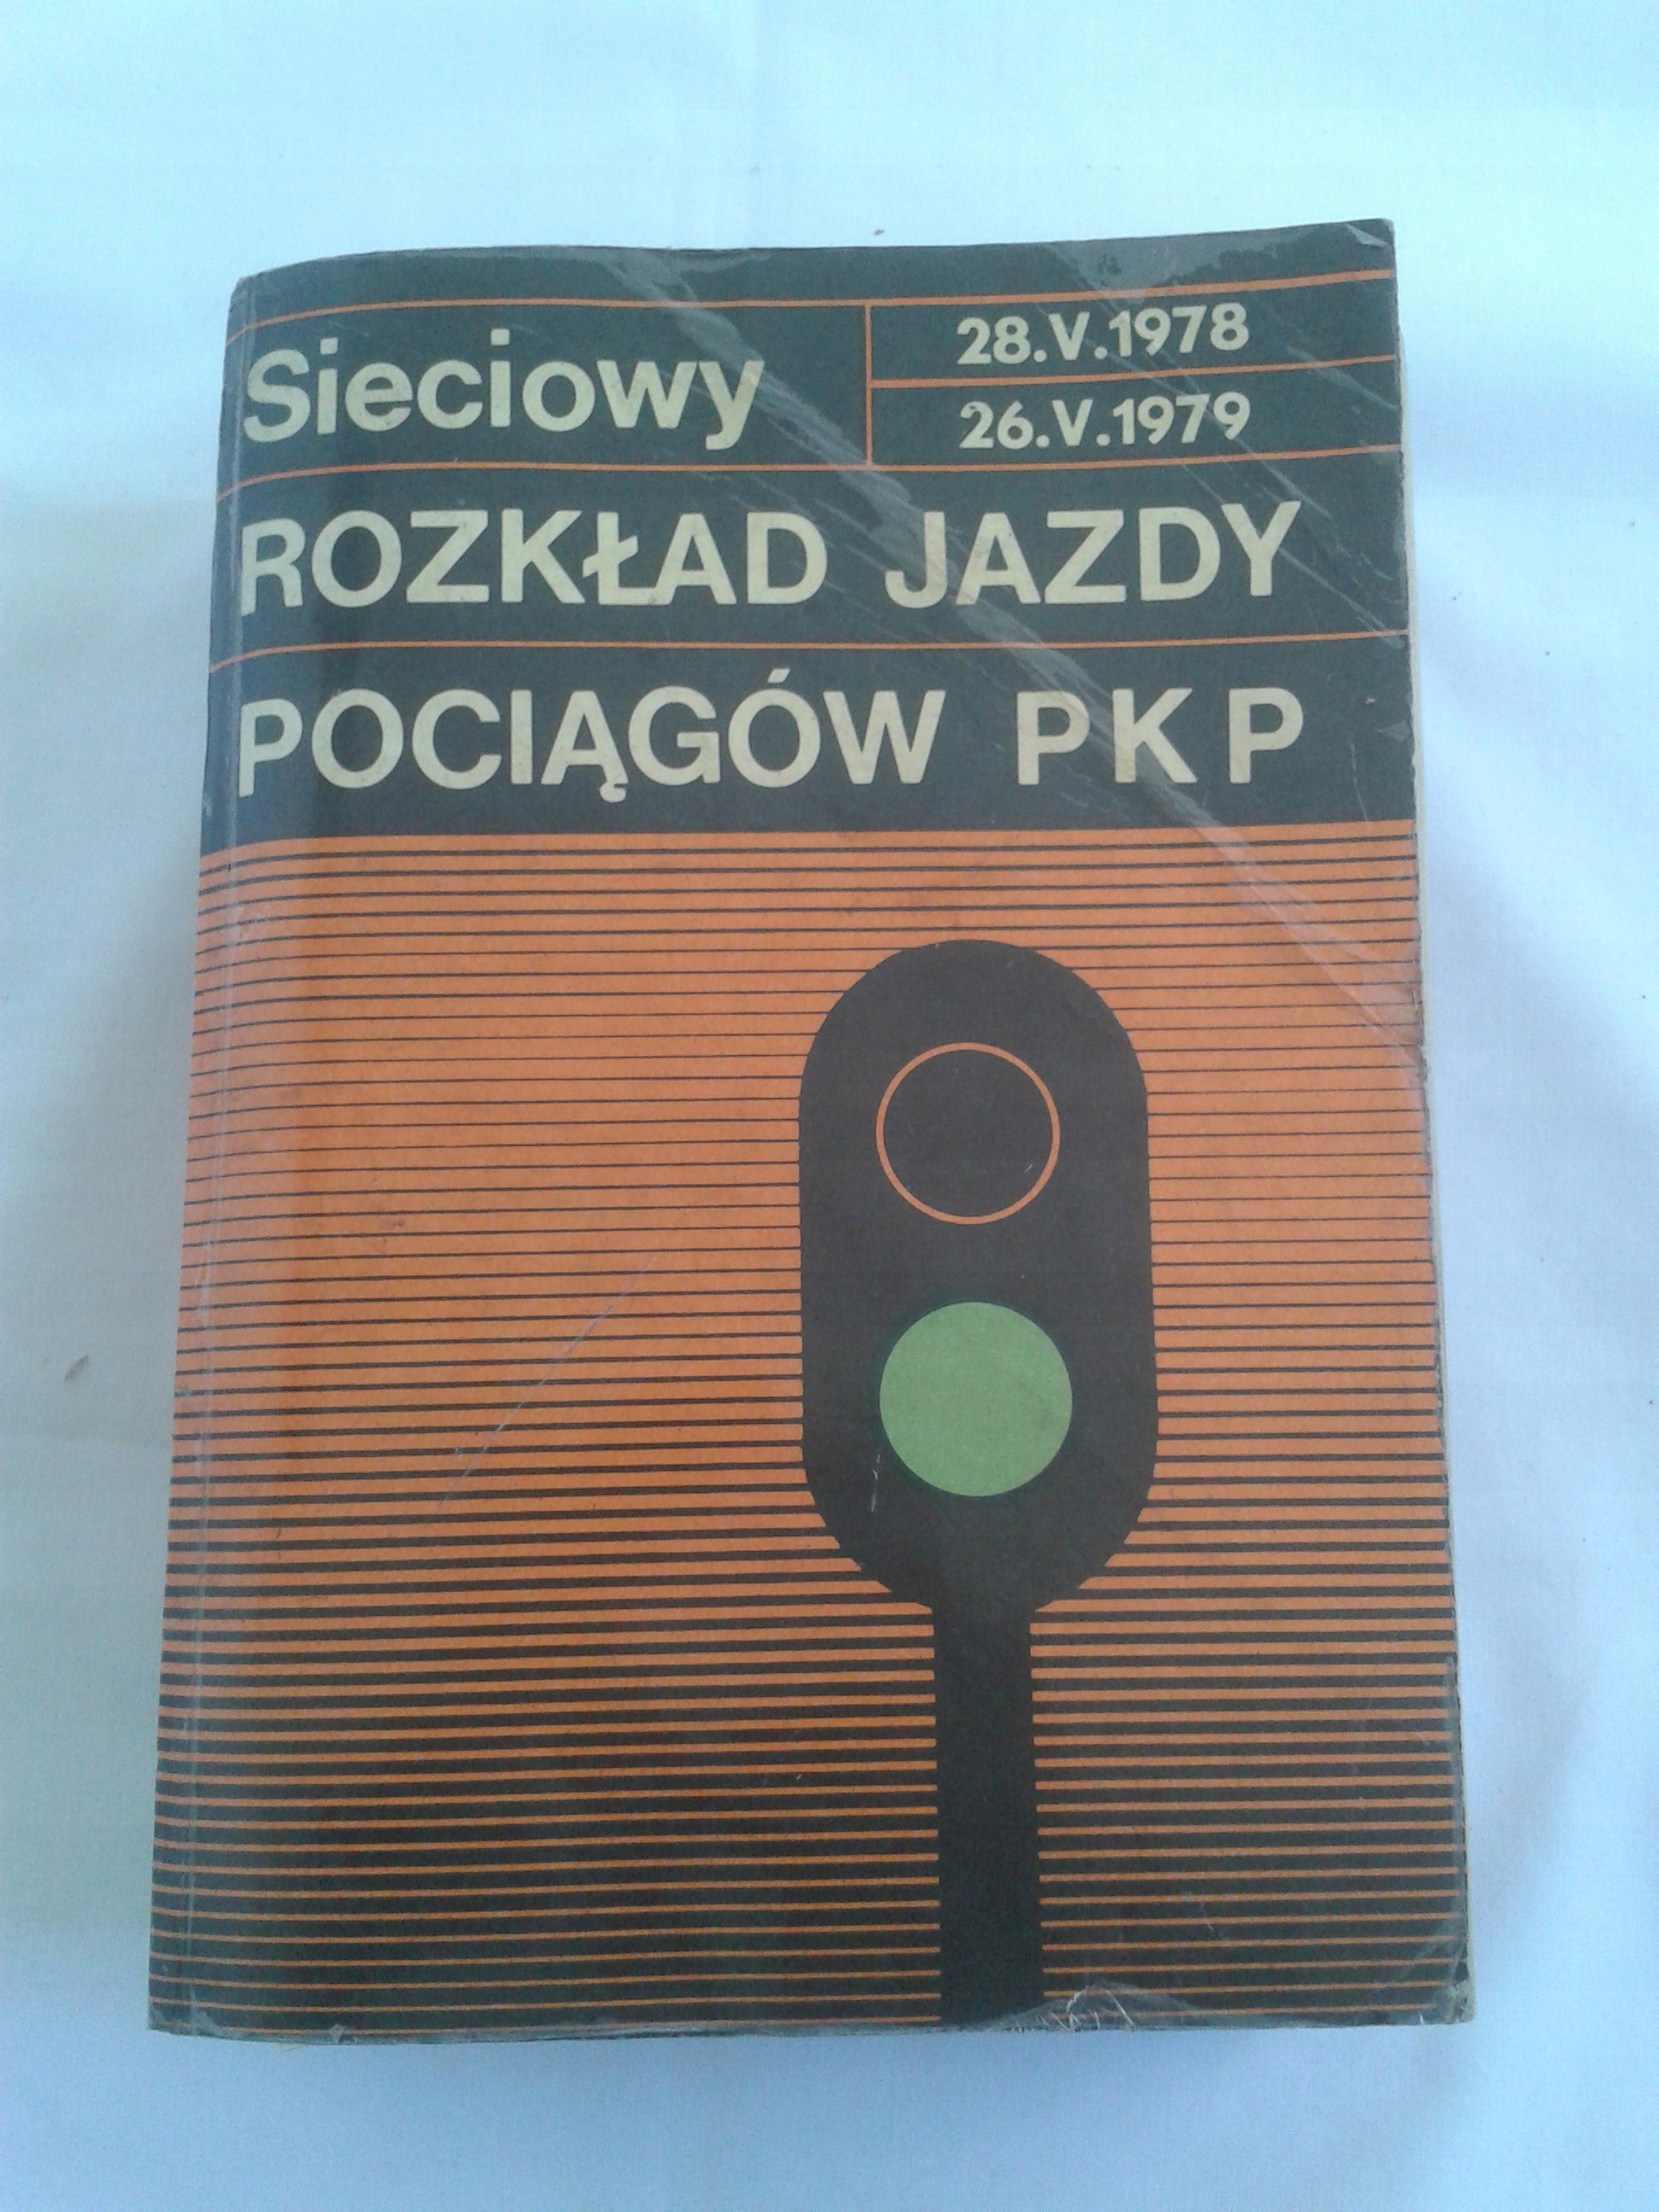 Sieciowy
28.V.1978
26.V.1979
ROZKŁAD JAZDY
POCIĄGÓW PKP